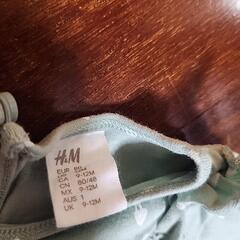 H&M
EUR
CA 9-12M
CN 80/48
MX 9-12M
AUS 1
UK 9-12M